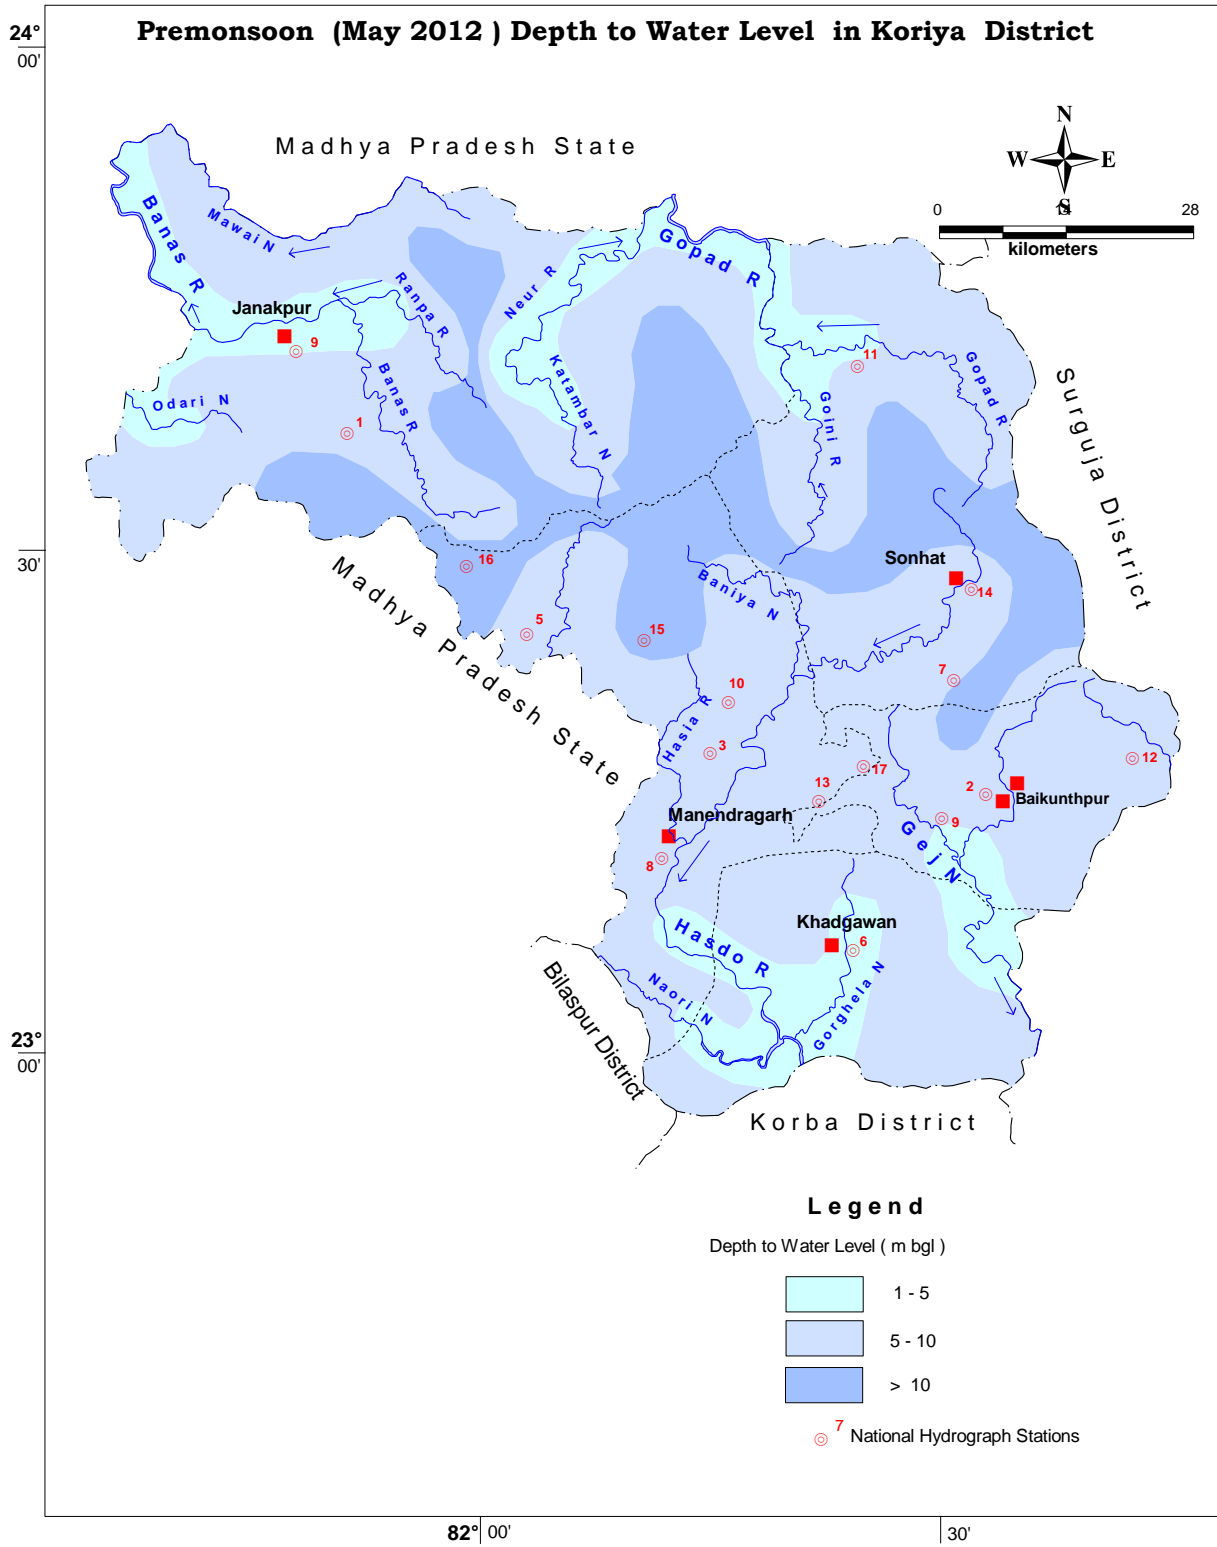 Premonsoon (May 2012 ) Depth to Water Level in Koriya District
24°
00'
Madhya Pradesh State
N
W E
S
0 14 28
kilometers
Banas R
Mawai N
Ranpa R
Neur R
Gopad R
Janakpur
9
Odari N
1
Banas R
Katambar N
11
Goini R
Gopad R
Surguja District
30'
16
Madhya Pradesh State
5
15
Baniya N
Sonhat
14
7
10
Hasia R
3
17
13
12
2
Baikunthpur
9
Manendragarh
8
Gej N
Khadgawan
6
Hasdo R
Naori N
Gorghela N
Bilaspur District
23°
00'
Korba District
Legend
Depth to Water Level ( m bgl )
1 - 5
5 - 10
> 10
7 National Hydrograph Stations
82° 00' 30'